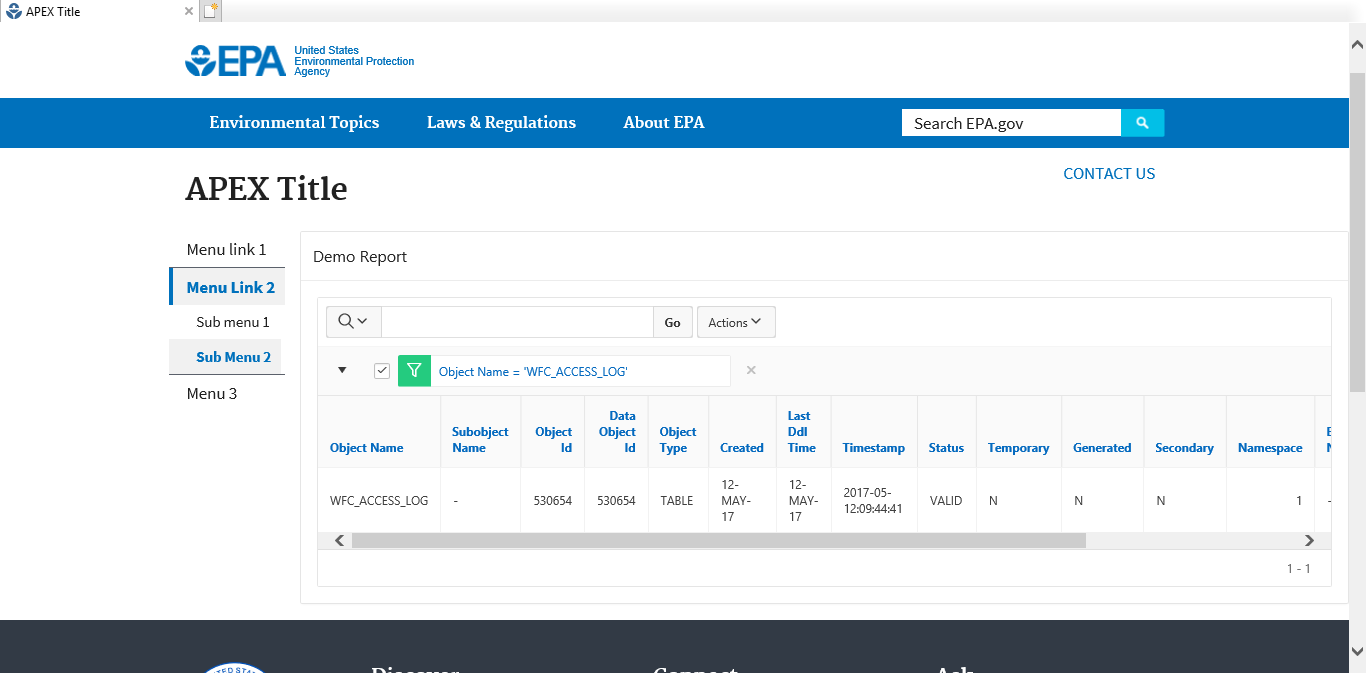 APEX Title
EPA
United States
Environmental Protection
Agency
Environmental Topics
Laws & Regulations
About EPA
Search EPA.gov
CONTACT US
APEX Title
Menu link 1
Menu Link 2
Sub menu 1
Sub Menu 2
Menu 3
Demo Report
Go
Actions
Object Name = 'WFC_ACCESS_LOG'
Object Name
Subobject
Name
Object
Id
Data
Object
Id
Object
Type
Created
Last
Ddl
Time
Timestamp
Status
Temporary
Generated
Secondary
Namespace
WFC_ACCESS_LOG
-
530654
530654
TABLE
12-
MAY-
17
12-
MAY-
17
2017-05-
12:09:44:41
VALID
N
N
N
1
-
1 - 1
Discover
Connect
Ask